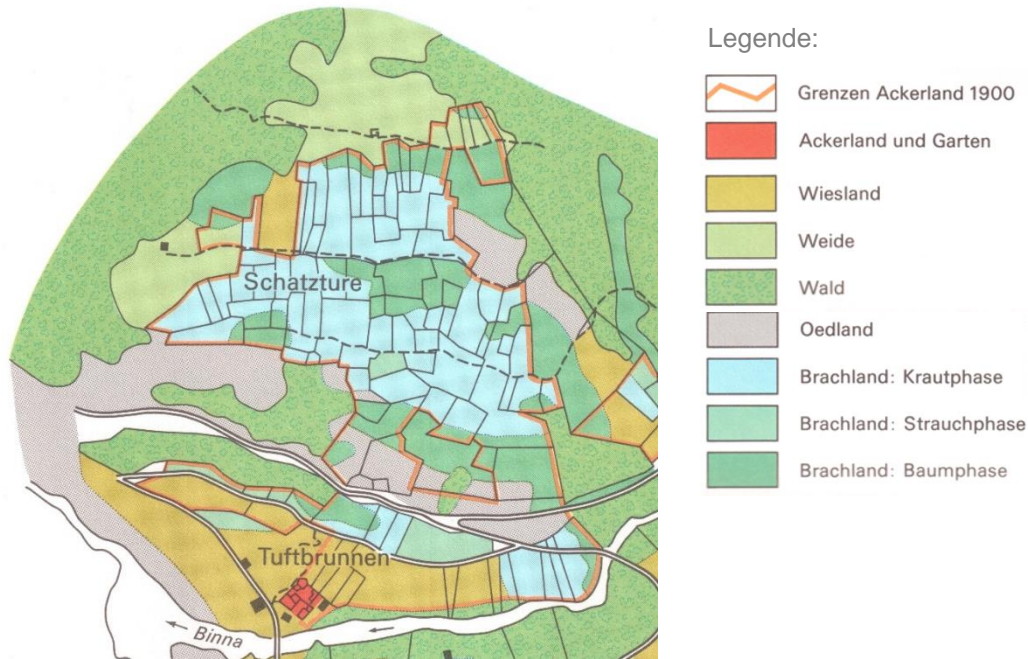 Legende:
Grenzen Ackerland 1900
Ackerland und Garten
Wiesland
Weide
Wald
Oedland
Brachland: Krautphase
Brachland: Strauchphase
Brachland: Baumphase
Schatzture
Tuftbrunnen
Binna